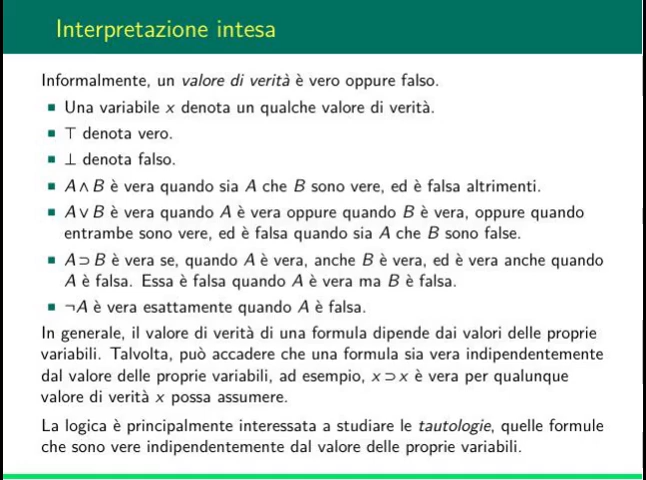 Interpretazione intesa
Informalmente, un valore di verità è vero oppure falso.
▪ Una variabile x denota un qualche valore di verità.
▪ ⊤ denota vero.
▪ ⊥ denota falso.
▪ A ∧ B è vera quando sia A che B sono vere, ed è falsa altrimenti.
▪ A ∨ B è vera quando A è vera oppure quando B è vera, oppure quando
entrambe sono vere, ed è falsa quando sia A che B sono false.
▪ A ⊃ B è vera se, quando A è vera, anche B è vera, ed è vera anche quando
A è falsa. Essa è falsa quando A è vera ma B è falsa.
▪ ¬A è vera esattamente quando A è falsa.
In generale, il valore di verità di una formula dipende dai valori delle proprie
variabili. Talvolta, può accadere che una formula sia vera indipendentemente
dal valore delle proprie variabili, ad esempio, x ⊃ x è vera per qualunque
valore di verità x possa assumere.
La logica è principalmente interessata a studiare le tautologie, quelle formule
che sono vere indipendentemente dal valore delle proprie variabili.